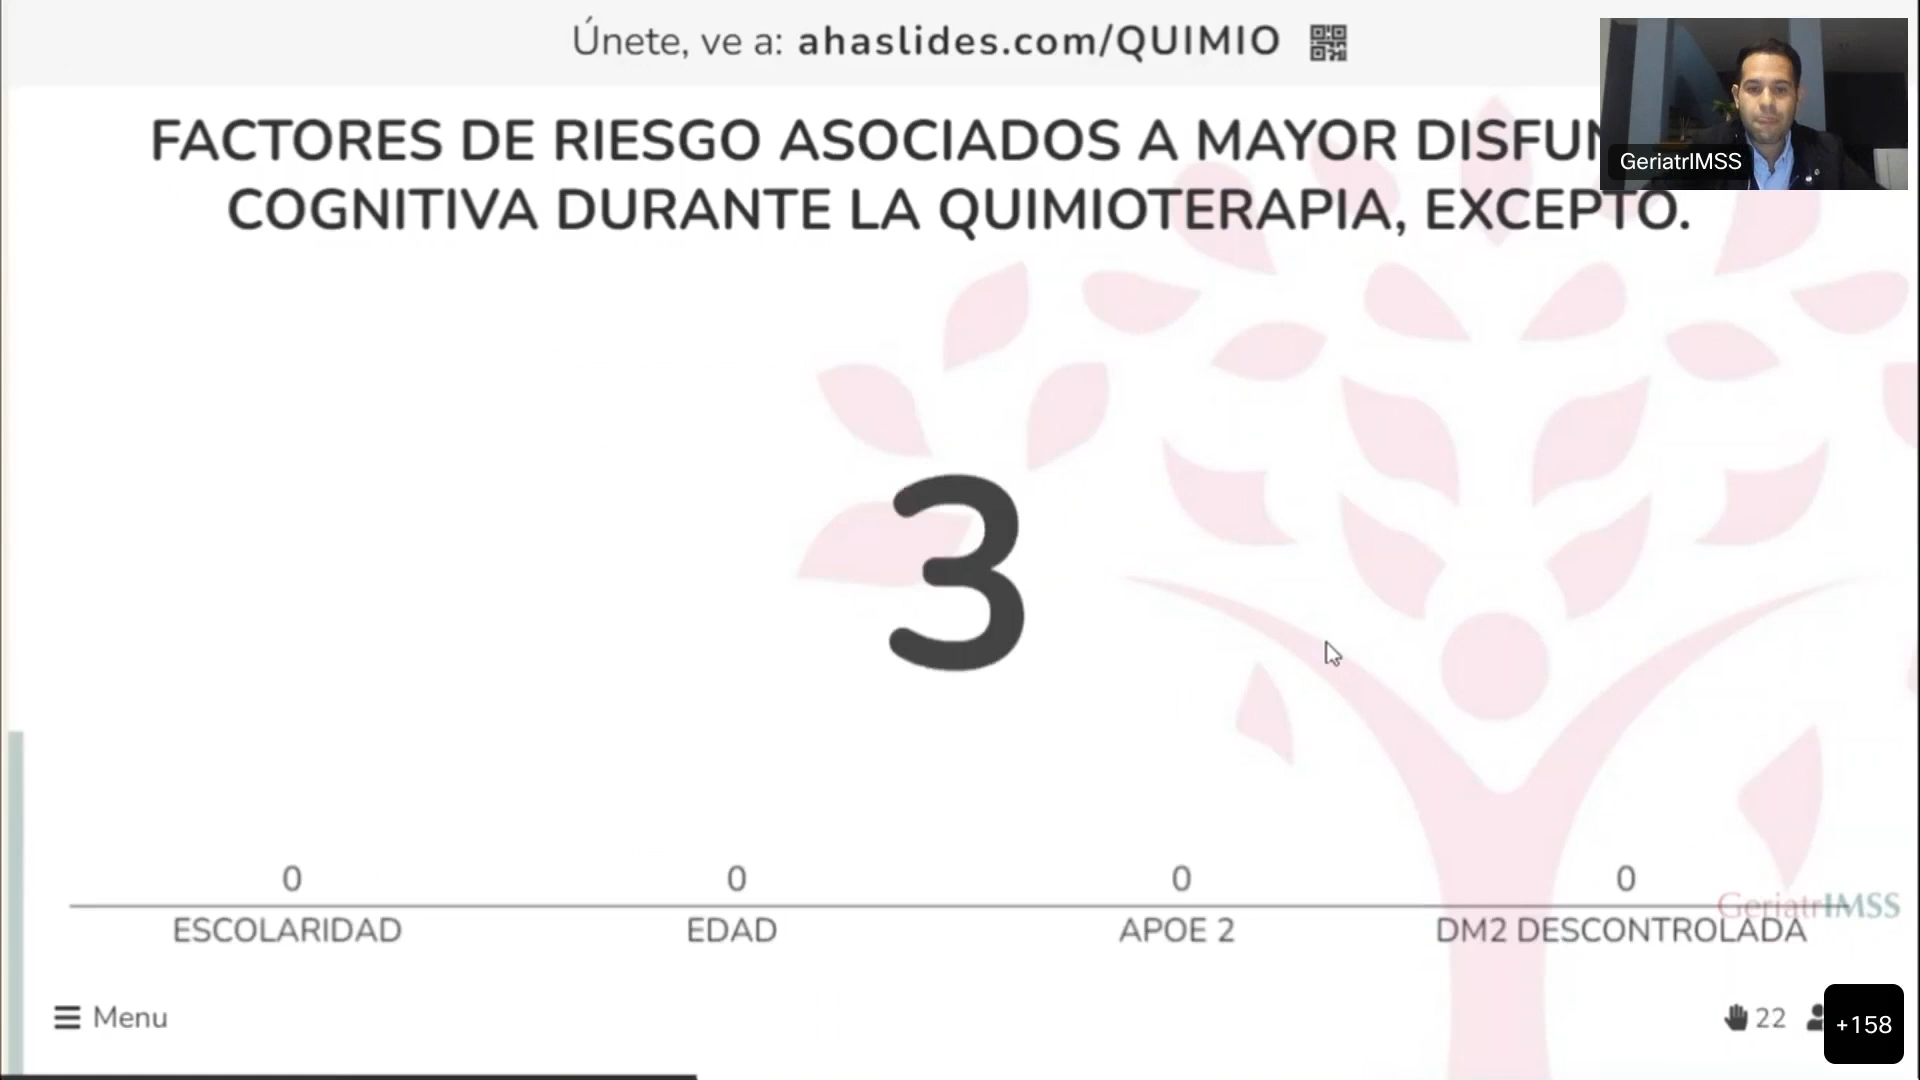 Únete, ve a: ahaslides.com/QUIMIO
FACTORES DE RIESGO ASOCIADOS A MAYOR
COGNITIVA DURANTE LA QUIMIOTERAPIA, EXCEPTO.
GeriatrIMSS
3
0 0 0 0
ESCOLARIDAD EDAD APOE 2 DM2 DESCONTROLADA
GeriatrIMSS
Menu
22
+158